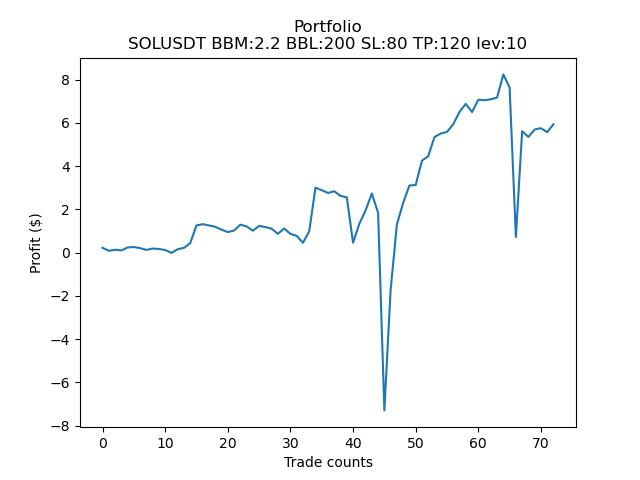 Portfolio
SOLUSDT BBM:2.2 BBL:200 SL:80 TP:120 lev:10
8
6
4
2
0
−2
−4
−6
−8
Profit ($)
0 10 20 30 40 50 60 70
Trade counts